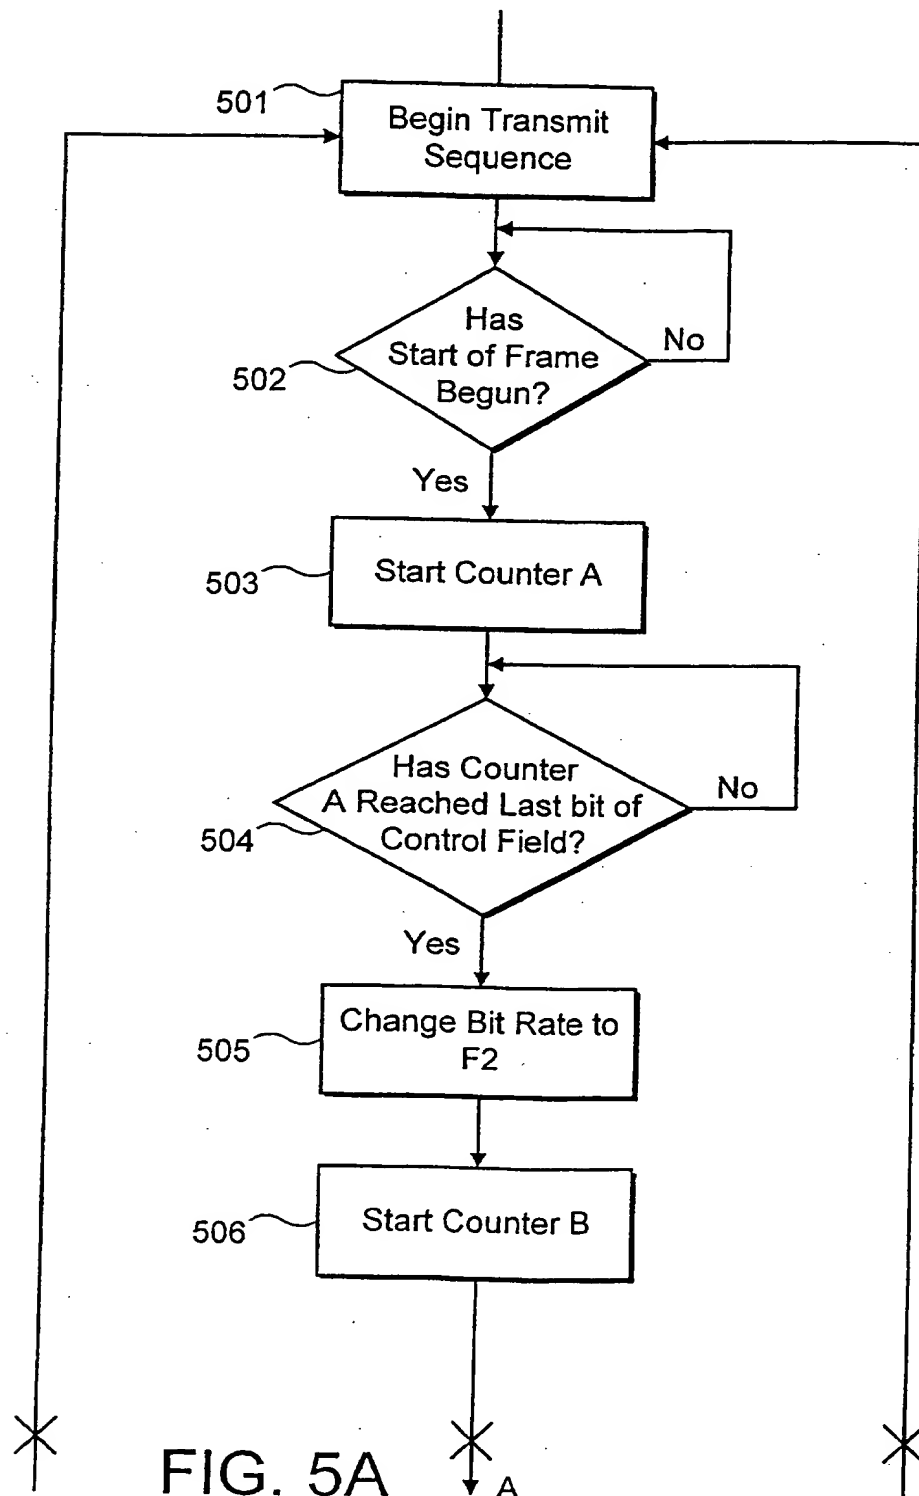 501
Begin Transmit
Sequence
502
Has
Start of Frame
Begun?
No
Yes
503
Start Counter A
504
Has Counter
A Reached Last bit of
Control Field?
No
Yes
505
Change Bit Rate to
F2
506
Start Counter B
FIG. 5A
A